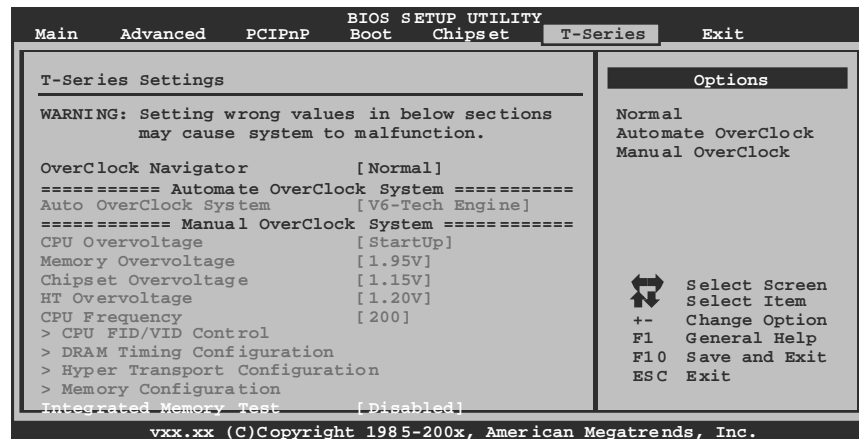 BIOS SETUP UTILITY
Main Advanced PCIPnP Boot Chipset T-Series Exit
T-Series Settings
WARNING: Setting wrong values in below sections
may cause system to malfunction.
OverClock Navigator [Normal]
=========== Automate OverClock System ===========
Auto OverClock System [V6-Tech Engine]
============ Manual OverClock System ============
CPU Overvoltage [StartUp]
Memory Overvoltage [1.95V]
Chipset Overvoltage [1.15V]
HT Overvoltage [1.20V]
CPU Frequency [200]
> CPU FID/VID Control
> DRAM Timing Configuration
> Hyper Transport Configuration
> Memory Configuration
Integrated Memory Test [Disabled]
Options
Normal
Automate OverClock
Manual OverClock
Select Screen
Select Item
+- Change Option
F1 General Help
F10 Save and Exit
ESC Exit
vxx.xx (C)Copyright 1985-200x, American Megatrends, Inc.